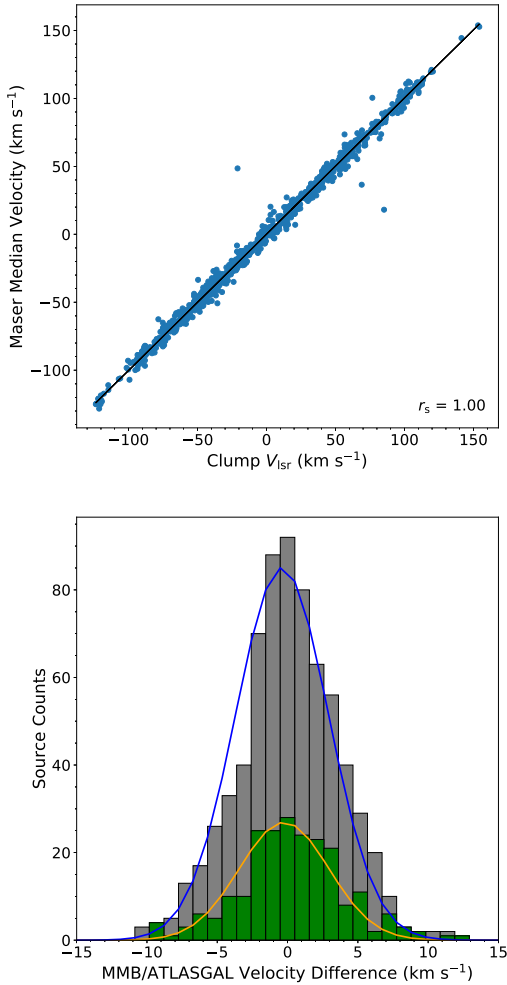 150
100
50
0
−50
−100
Maser Median Velocity (km s⁻¹)
rₛ = 1.00
−100 −50 0 50 100 150
Clump V_lsr (km s⁻¹)
80
60
40
20
0
Source Counts
−15 −10 −5 0 5 10 15
MMB/ATLASGAL Velocity Difference (km s⁻¹)